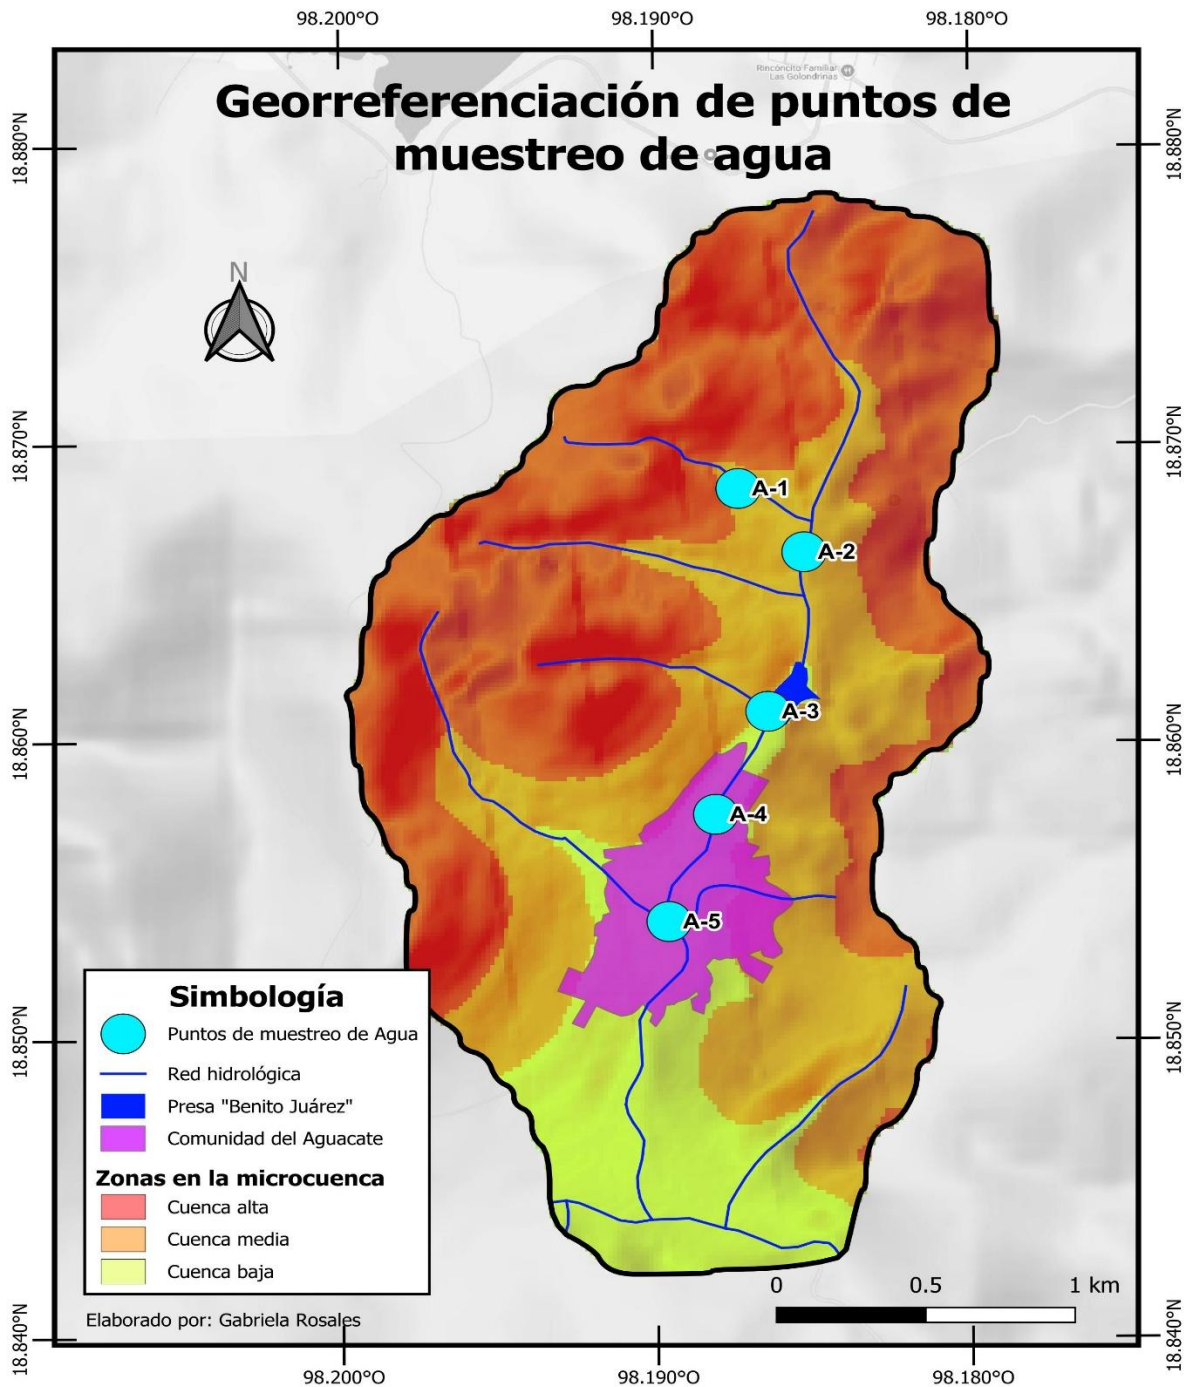 98.200°O
98.190°O
98.180°O
Rinconcito Familiar
Las Golondrinas
Georreferenciación de puntos de
muestreo de agua
18.880°N
18.880°N
N
18.870°N
18.870°N
A-1
A-2
A-3
18.860°N
18.860°N
A-4
A-5
18.850°N
18.850°N
Simbología
Puntos de muestreo de Agua
Red hidrológica
Presa "Benito Juárez"
Comunidad del Aguacate
Zonas en la microcuenca
Cuenca alta
Cuenca media
Cuenca baja
0 0.5 1 km
Elaborado por: Gabriela Rosales
18.840°N
18.840°N
98.200°O
98.190°O
98.180°O